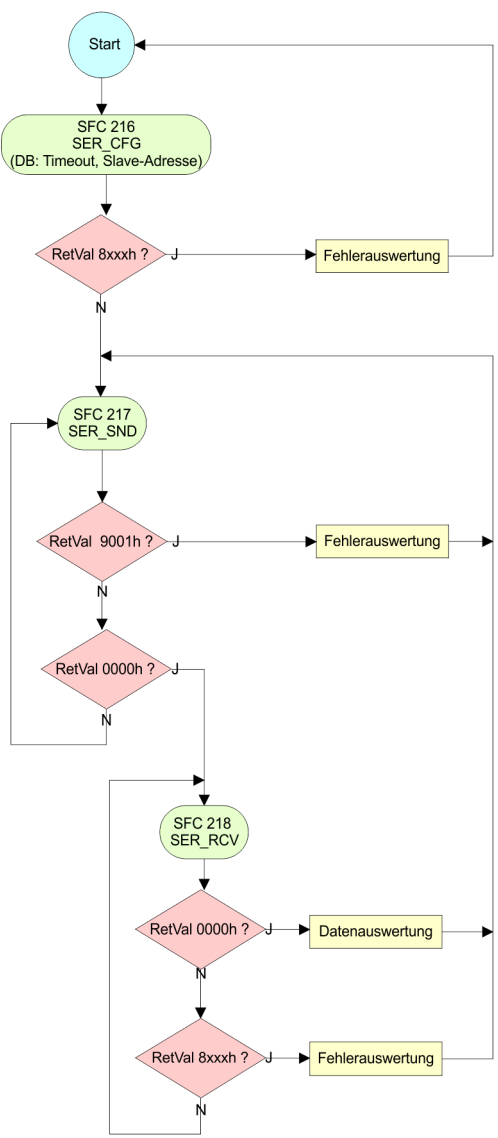 Start
SFC 216
SER_CFG
(DB: Timeout, Slave-Adresse)
RetVal 8xxxh ?
J
Fehlerauswertung
N
SFC 217
SER_SND
RetVal 9001h ?
J
Fehlerauswertung
N
RetVal 0000h ?
J
N
SFC 218
SER_RCV
RetVal 0000h ?
J
Datenauswertung
N
RetVal 8xxxh ?
J
Fehlerauswertung
N